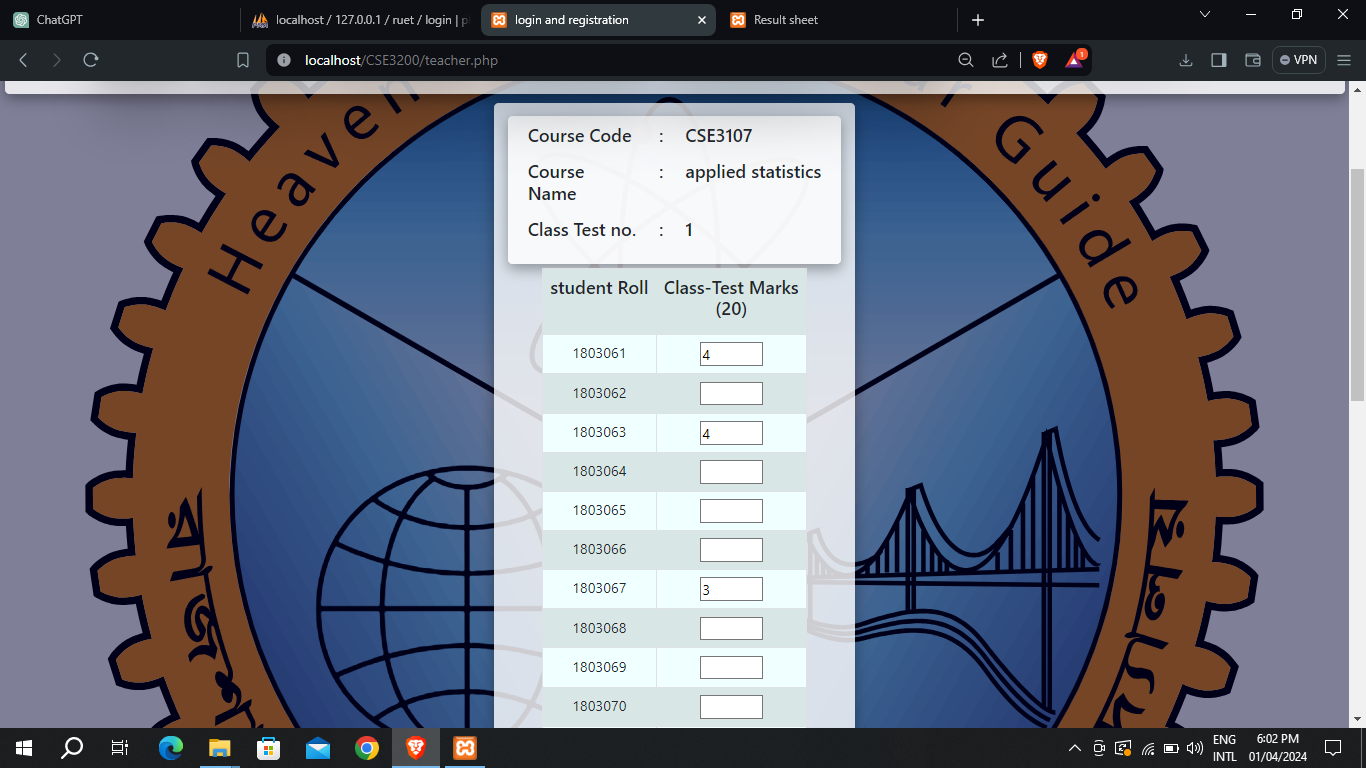 ChatGPT
localhost / 127.0.0.1 / ruet / login | p
login and registration
Result sheet
localhost/CSE3200/teacher.php
1
VPN
Heaven
Guide
Course Code : CSE3107
Course Name : applied statistics
Class Test no. : 1
student Roll Class-Test Marks
(20)
1803061 4
1803062
1803063 4
1803064
1803065
1803066
1803067 3
1803068
1803069
1803070
ENG 6:02 PM
INTL 01/04/2024